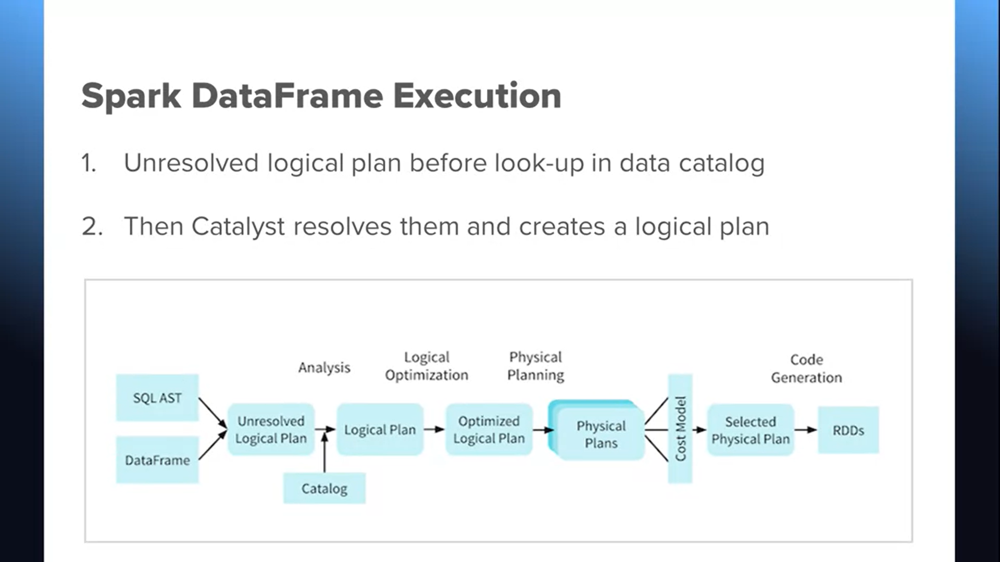 Spark DataFrame Execution
1. Unresolved logical plan before look-up in data catalog
2. Then Catalyst resolves them and creates a logical plan
Analysis
Logical
Optimization
Physical
Planning
Code
Generation
SQL AST
DataFrame
Unresolved
Logical Plan
Catalog
Logical Plan
Optimized
Logical Plan
Physical
Plans
Cost Model
Selected
Physical Plan
RDDs